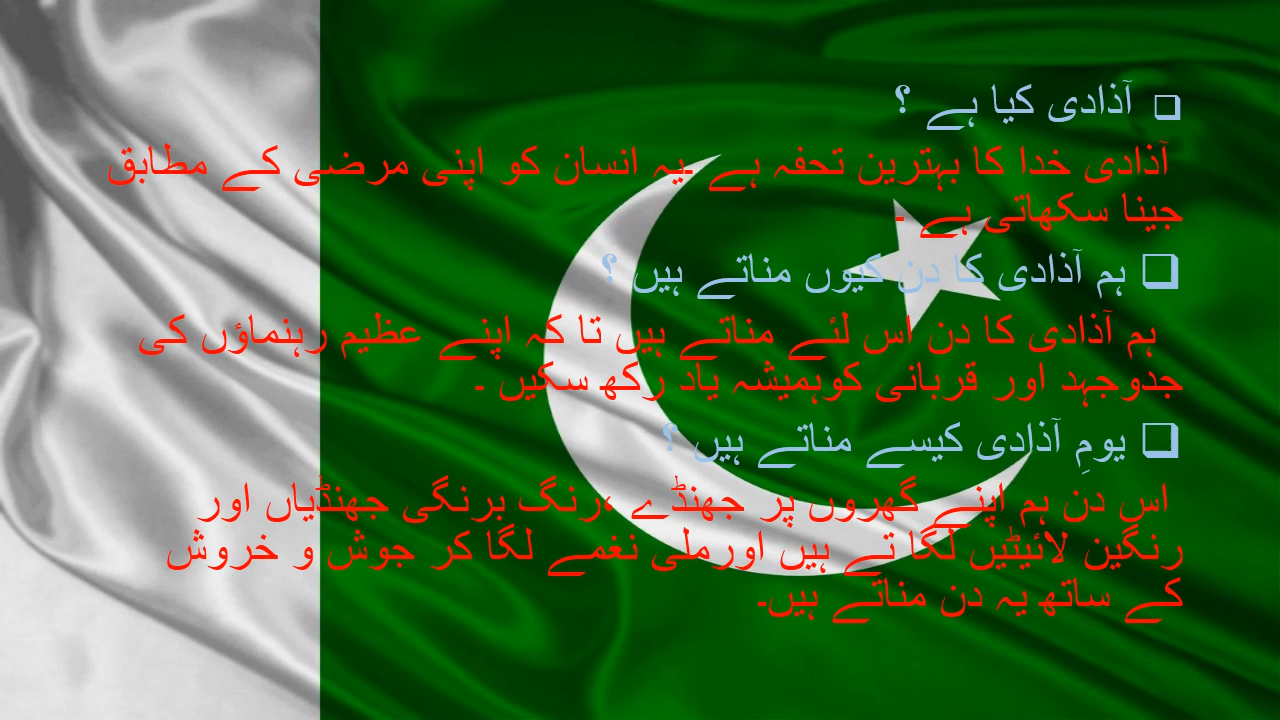 ❑ آذادی کیا ہے ؟
آذادی خدا کا بہترین تحفہ ہے ۔یہ انسان کو اپنی مرضی کے مطابق
جینا سکھاتی ہے ۔
❑ ہم آذادی کا دن کیوں مناتے ہیں ؟
ہم آذادی کا دن اس لئے مناتے ہیں تا کہ اپنے عظیم رہنماؤں کی
جدوجہد اور قربانی کوہمیشہ یاد رکھ سکیں ۔
❑ یومِ آذادی کیسے مناتے ہیں ؟
اس دن ہم اپنے گھروں پر جھنڈے ،رنگ برنگی جھنڈیاں اور
رنگین لائیٹیں لگا تے ہیں اورملی نغمے لگا کر جوش و خروش
کے ساتھ یہ دن مناتے ہیں۔